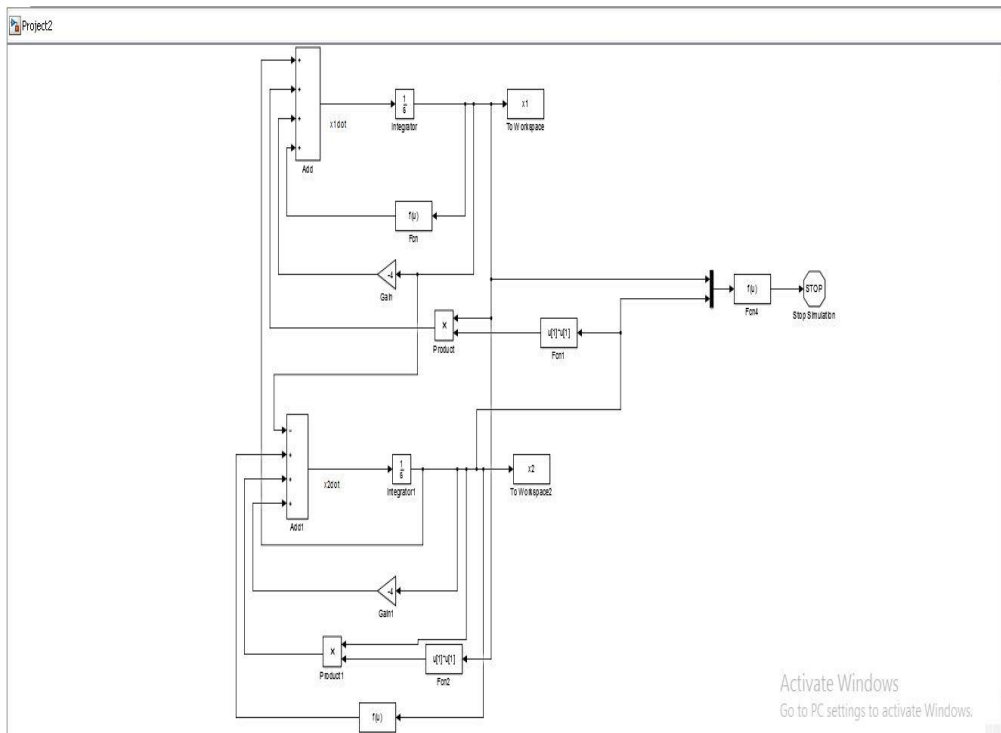 Project2
+
+
+
+
Add
x1dot
1
s
Integrator
x1
To Workspace
f(u)
Fcn
-4
Gain
×
Product
u[1]*u[1]
Fcn1
f(u)
Fcn4
STOP
Stop Simulation
-
+
+
+
Add1
x2dot
1
s
Integrator1
x2
To Workspace2
-4
Gain1
×
Product1
u[1]*u[1]
Fcn2
f(u)
Activate Windows
Go to PC settings to activate Windows.